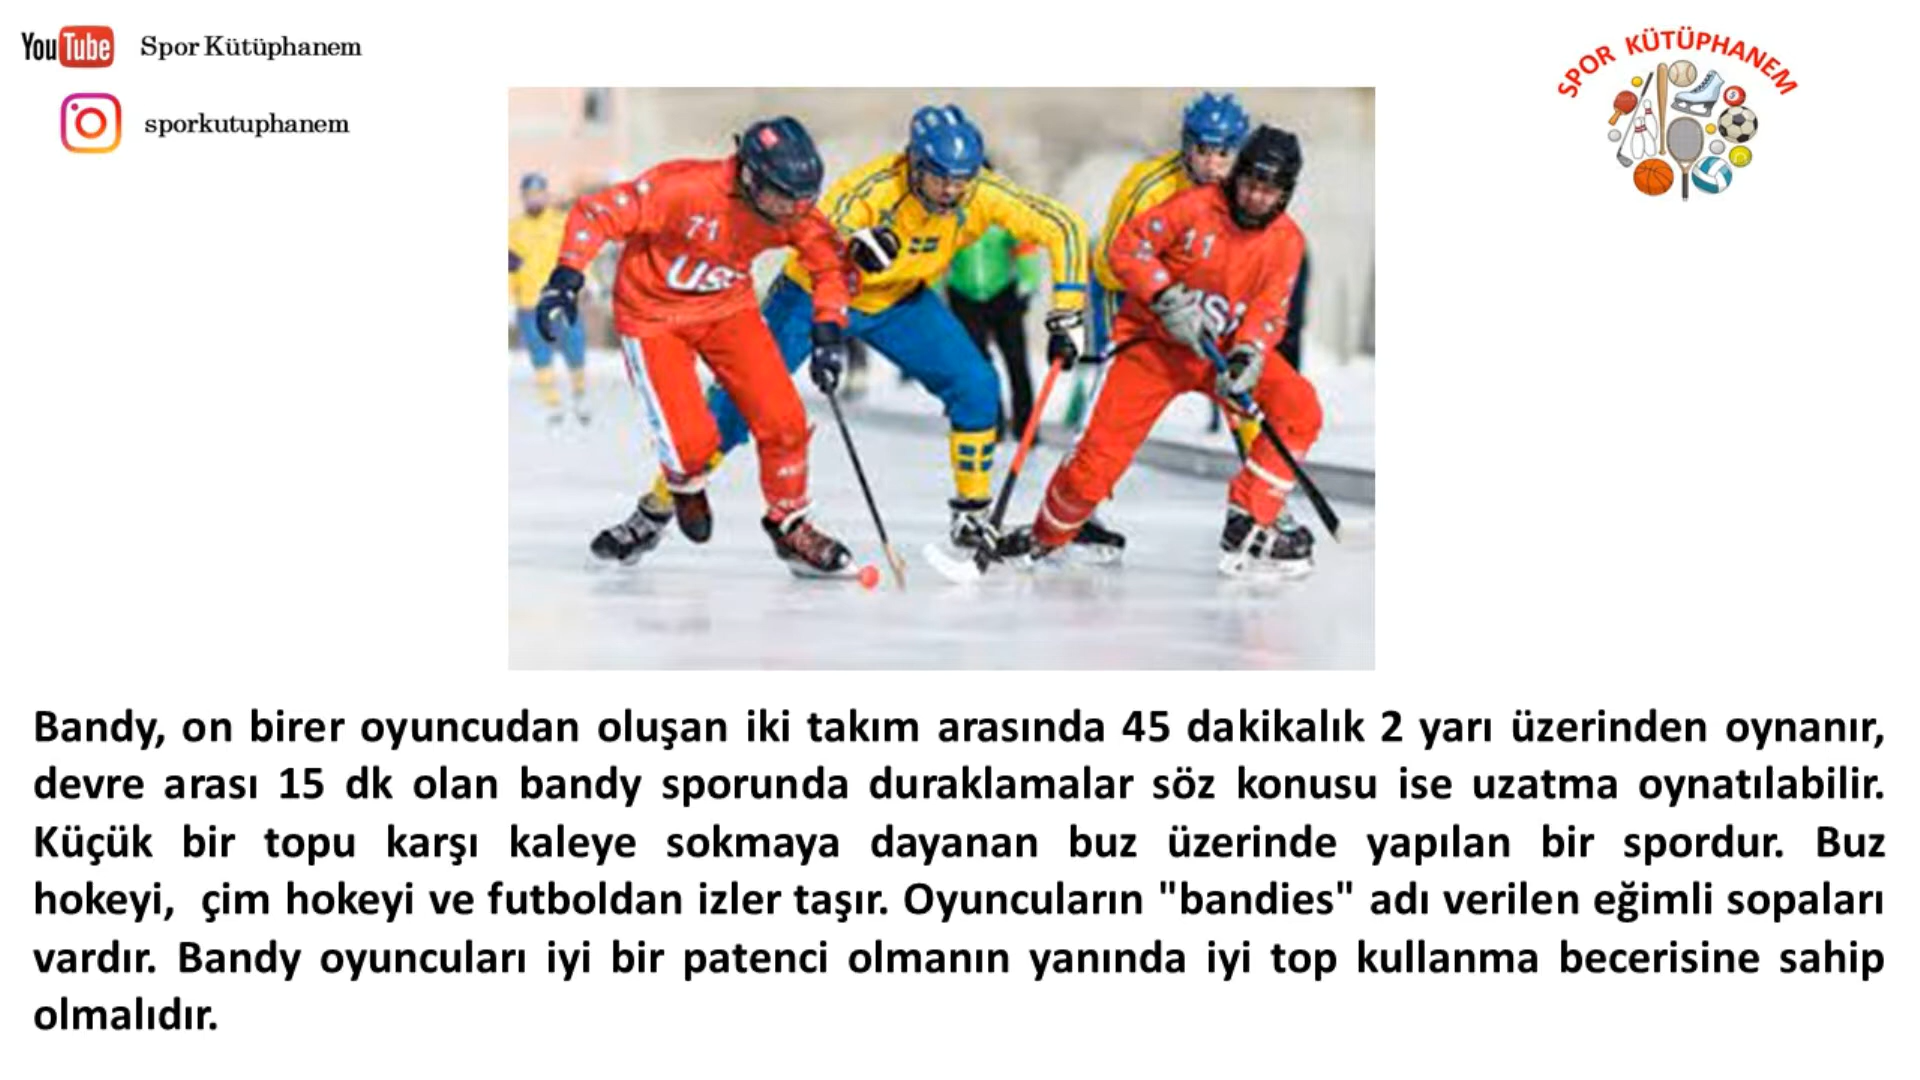 YouTube Spor Kütüphanem
sporkutuphanem
SPOR KÜTÜPHANEM
71
US
11
Bandy, on birer oyuncudan oluşan iki takım arasında 45 dakikalık 2 yarı üzerinden oynanır,
devre arası 15 dk olan bandy sporunda duraklamalar söz konusu ise uzatma oynatılabilir.
Küçük bir topu karşı kaleye sokmaya dayanan buz üzerinde yapılan bir spordur. Buz
hokeyi, çim hokeyi ve futboldan izler taşır. Oyuncuların "bandies" adı verilen eğimli sopaları
vardır. Bandy oyuncuları iyi bir patenci olmanın yanında iyi top kullanma becerisine sahip
olmalıdır.